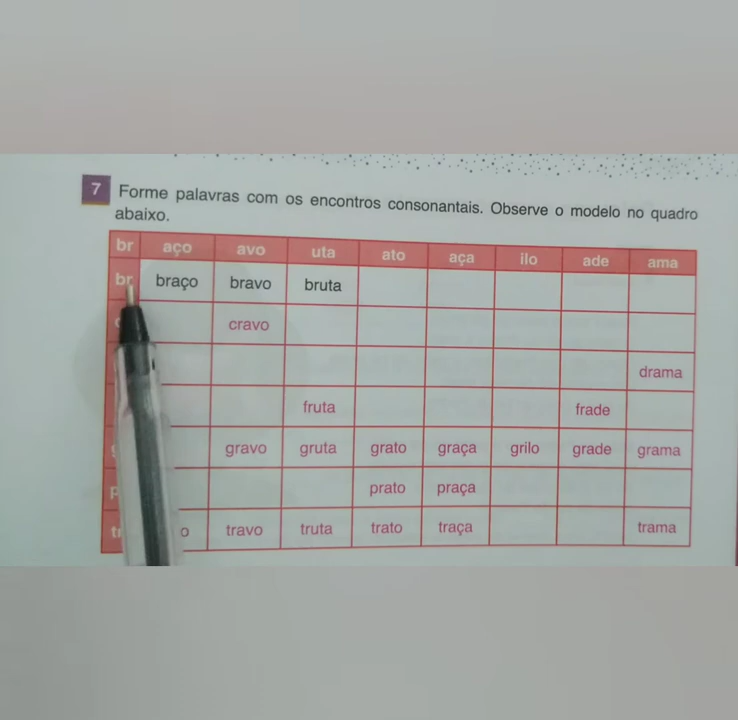 7 Forme palavras com os encontros consonantais. Observe o modelo no quadro
abaixo.
br aço avo uta ato aça ilo ade ama
br braço bravo bruta
cravo
drama
fruta frade
gravo gruta grato graça grilo grade grama
prato praça
travo truta trato traça trama